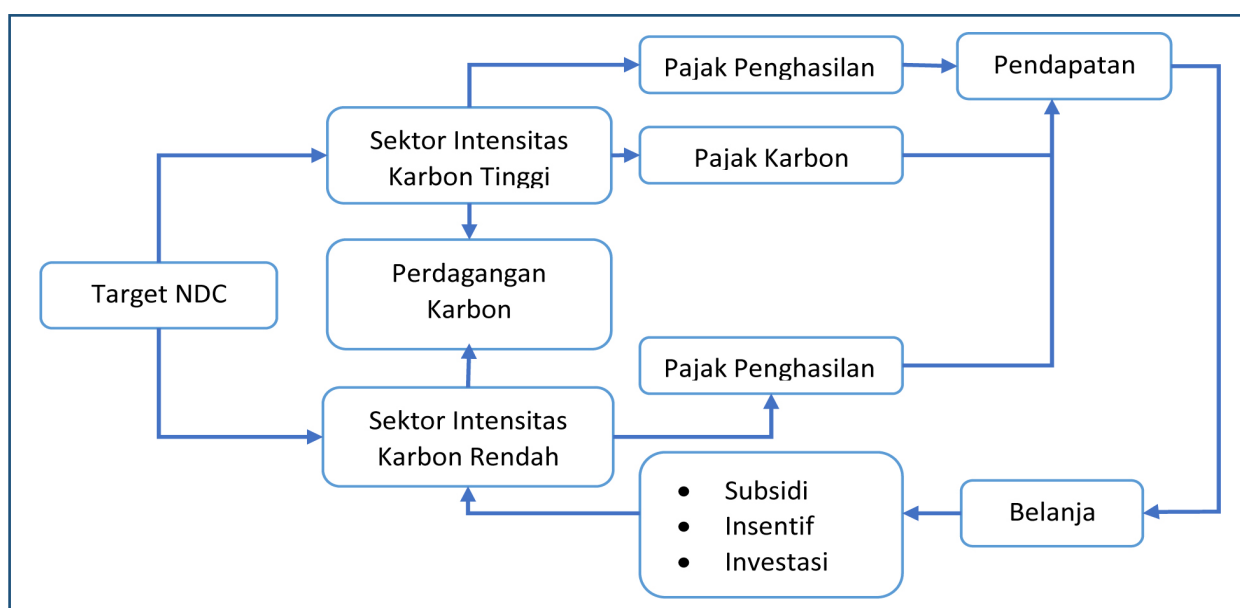 Pajak Penghasilan
Pendapatan
Sektor Intensitas
Karbon Tinggi
Pajak Karbon
Perdagangan
Karbon
Target NDC
Pajak Penghasilan
Sektor Intensitas
Karbon Rendah
• Subsidi
• Insentif
• Investasi
Belanja